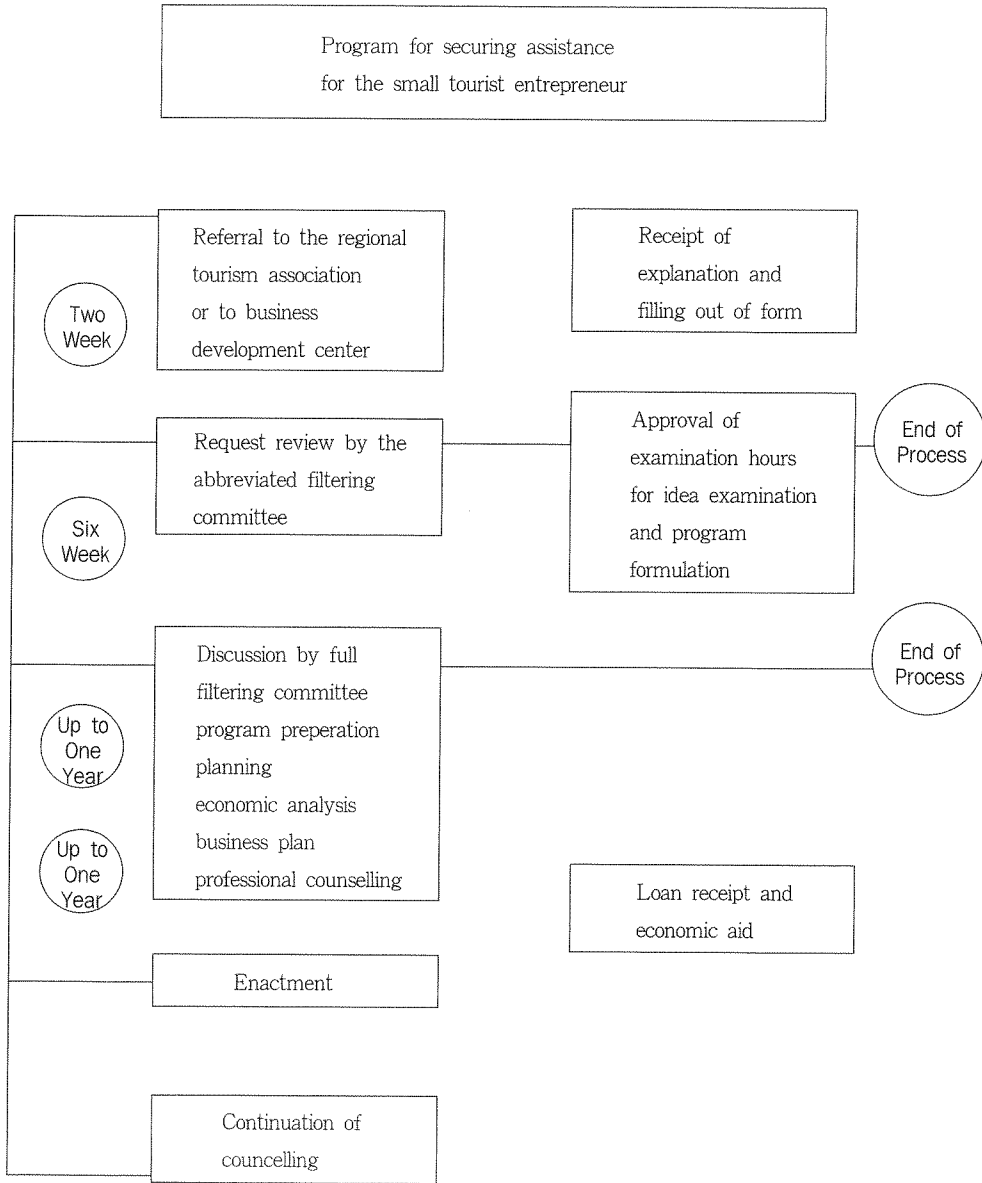 Program for securing assistance
for the small tourist entrepreneur
Referral to the regional
tourism association
or to business
development center
Receipt of
explanation and
filling out of form
Two
Week
Request review by the
abbreviated filtering
committee
Approval of
examination hours
for idea examination
and program
formulation
End of
Process
Six
Week
Discussion by full
filtering committee
program preperation
planning
economic analysis
business plan
professional counselling
End of
Process
Up to
One
Year
Up to
One
Year
Loan receipt and
economic aid
Enactment
Continuation of
councelling